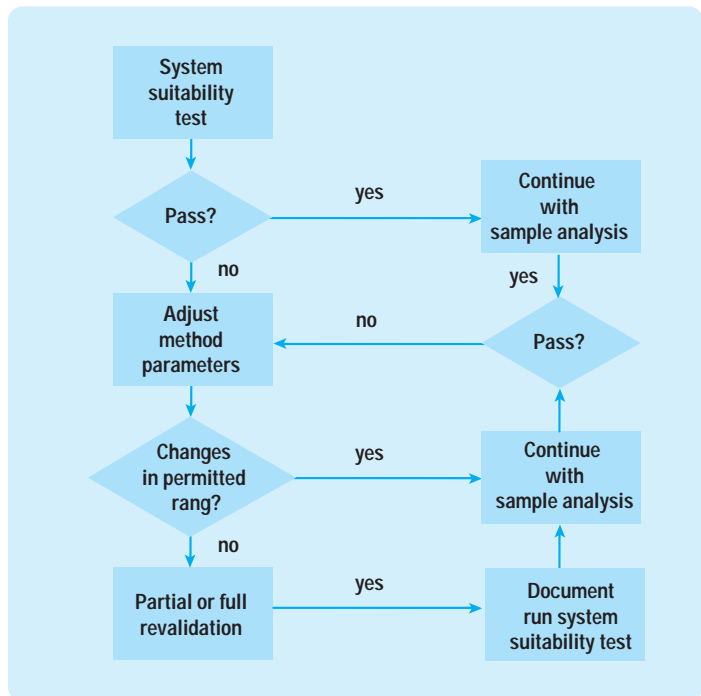 System
suitability
test
Pass?
yes
Continue
with
sample analysis
no
yes
Adjust
method
parameters
no
Pass?
Changes
in permitted
rang?
yes
Continue
with
sample analysis
no
Partial or full
revalidation
yes
Document
run system
suitability test